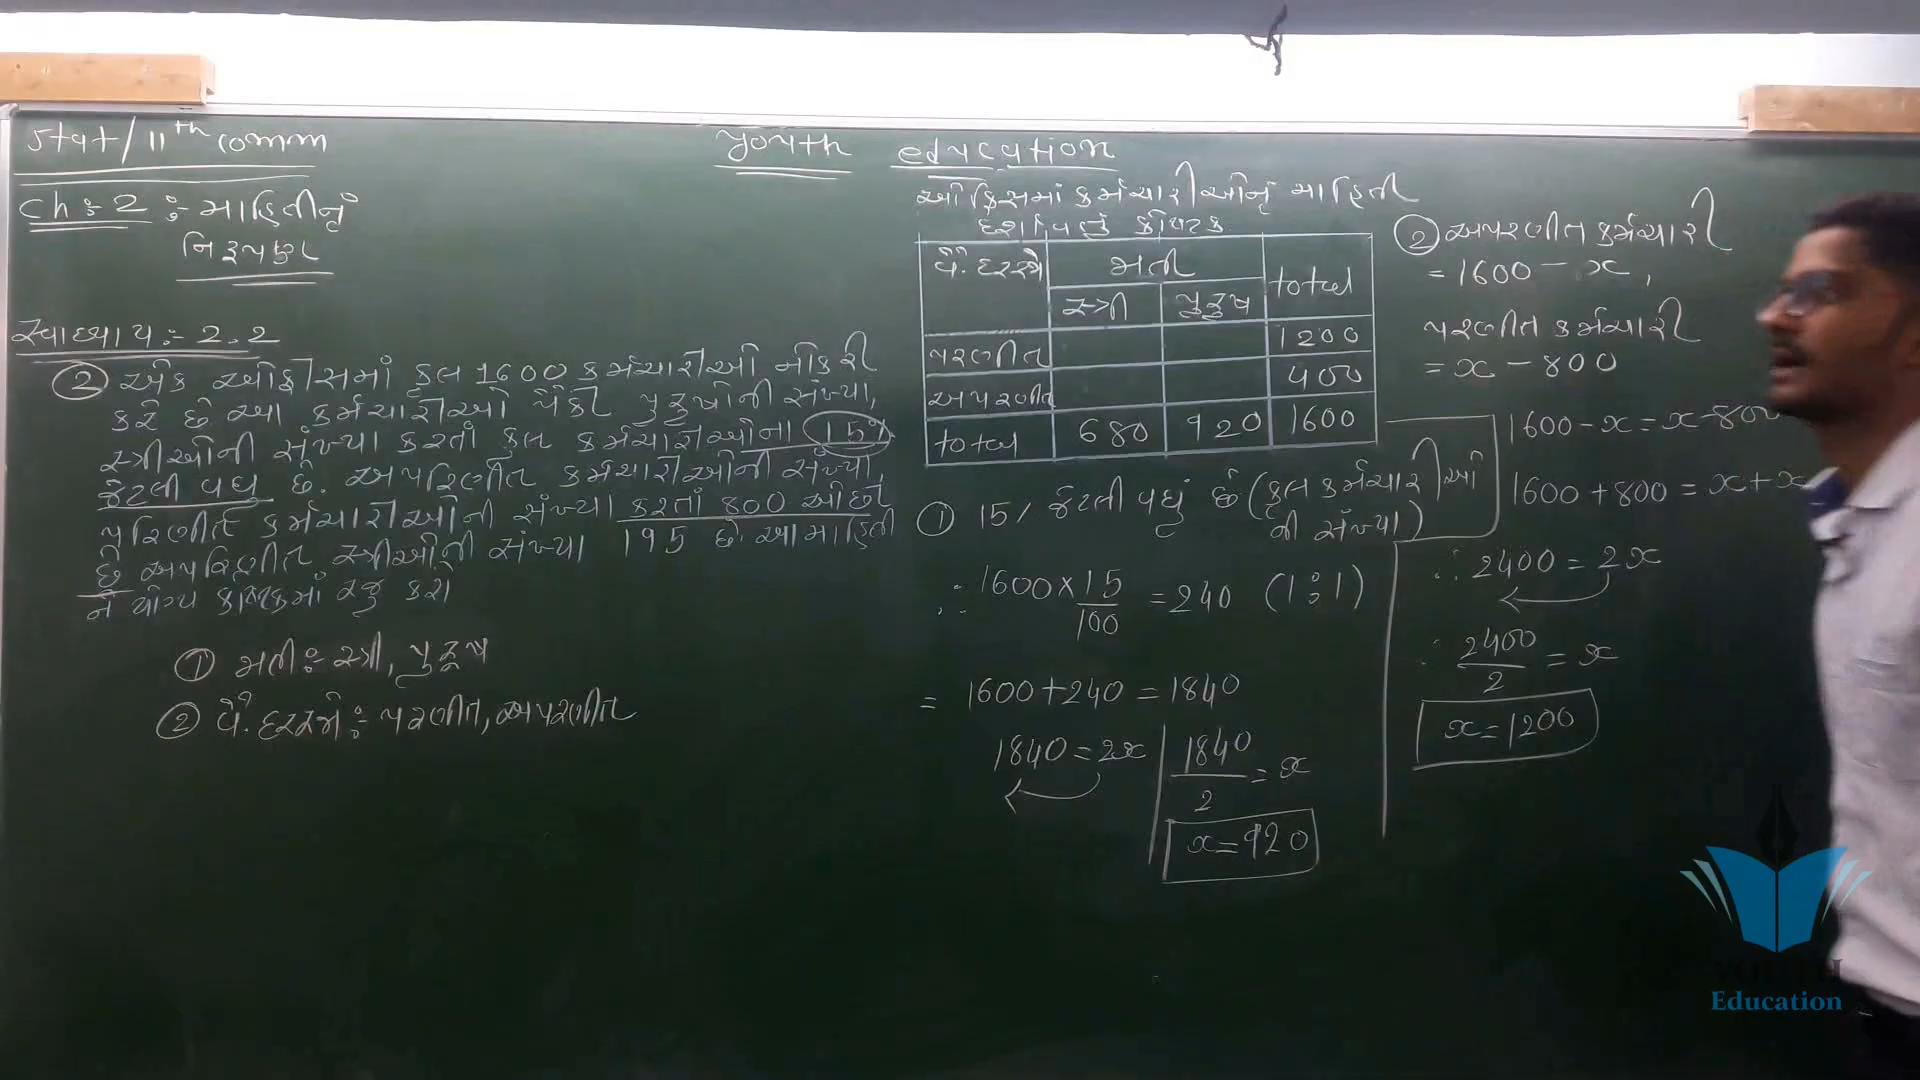 Stat/11th comm
Youth education
ch : 2 : માહિતીનું
નિરૂપણ
સ્વાધ્યાય :- 2.2
② એક ઓફીસમાં કુલ 1600 કર્મચારીઓ નોકરી
કરે છે આ કર્મચારીઓ પૈકી પુરુષોની સંખ્યા,
સ્ત્રીઓની સંખ્યા કરતાં કુલ કર્મચારીઓના 15%
જેટલી વધુ છે. અપરિણીત કર્મચારીઓની સંખ્યા,
પરિણીત કર્મચારીઓની સંખ્યા કરતાં 800 ઓછી
છે અપરિણીત સ્ત્રીઓની સંખ્યા 195 છે. આ માહિતી
ને યોગ્ય કોષ્ટકમાં રજૂ કરો
① જાતી :- સ્ત્રી, પુરૂષ
② વૈ. દરજ્જો :- પરણીત, અપરણીત
ઓફિસમાં કર્મચારીઓનું માહિતી
દર્શાવતું કોષ્ટક
વૈ. દરજ્જો જાતી total
સ્ત્રી પુરુષ
પરણીત 1200
અપરણીત 400
total 680 920 1600
① 15% જેટલી વધું છે (કુલ કર્મચારીઓ
ની સંખ્યા)
∴ 1600 × 15/100 = 240 (1:1)
= 1600 + 240 = 1840
1840 = 2x
1840/2 = x
x = 920
② અપરણીત કર્મચારી
= 1600 - x,
પરણીત કર્મચારી
= x - 800
1600 - x = x - 800
1600 + 800 = x + x
∴ 2400 = 2x
∴ 2400/2 = x
x = 1200
YOUTH
Education